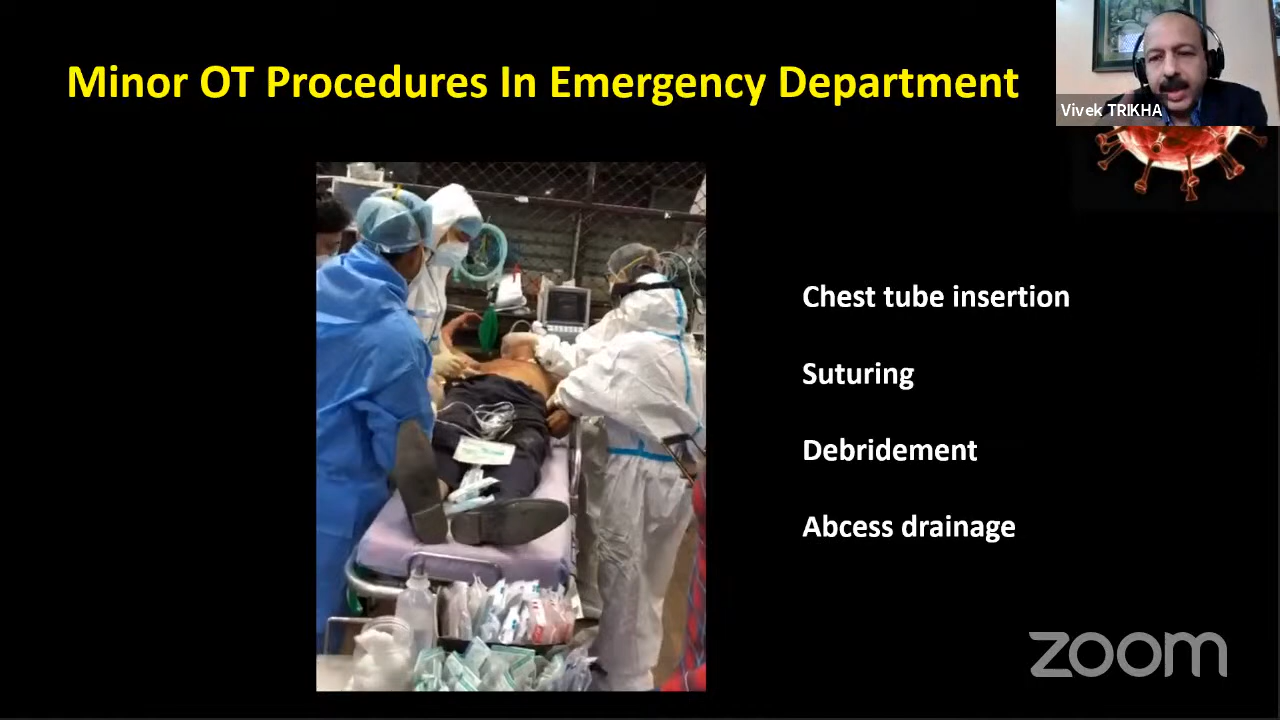 Minor OT Procedures In Emergency Department
Vivek TRIKHA
Chest tube insertion
Suturing
Debridement
Abcess drainage
zoom